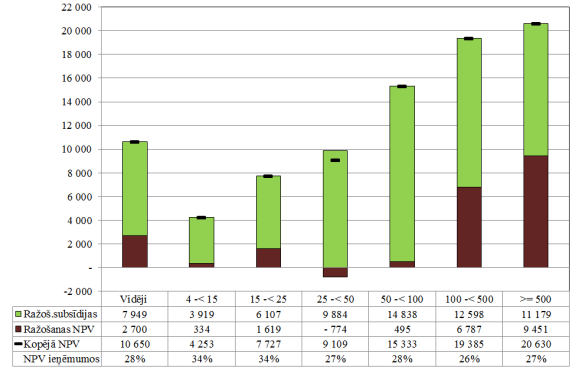 22 000
20 000
18 000
16 000
14 000
12 000
10 000
8 000
6 000
4 000
2 000
-
-2 000
Vidēji 4 -< 15 15 -< 25 25 -< 50 50 -< 100 100 -< 500 >= 500
Ražoš.subsīdijas 7 949 3 919 6 107 9 884 14 838 12 598 11 179
Ražošanas NPV 2 700 334 1 619 - 774 495 6 787 9 451
Kopējā NPV 10 650 4 253 7 727 9 109 15 333 19 385 20 630
NPV ieņēmumos 28% 34% 34% 27% 28% 26% 27%